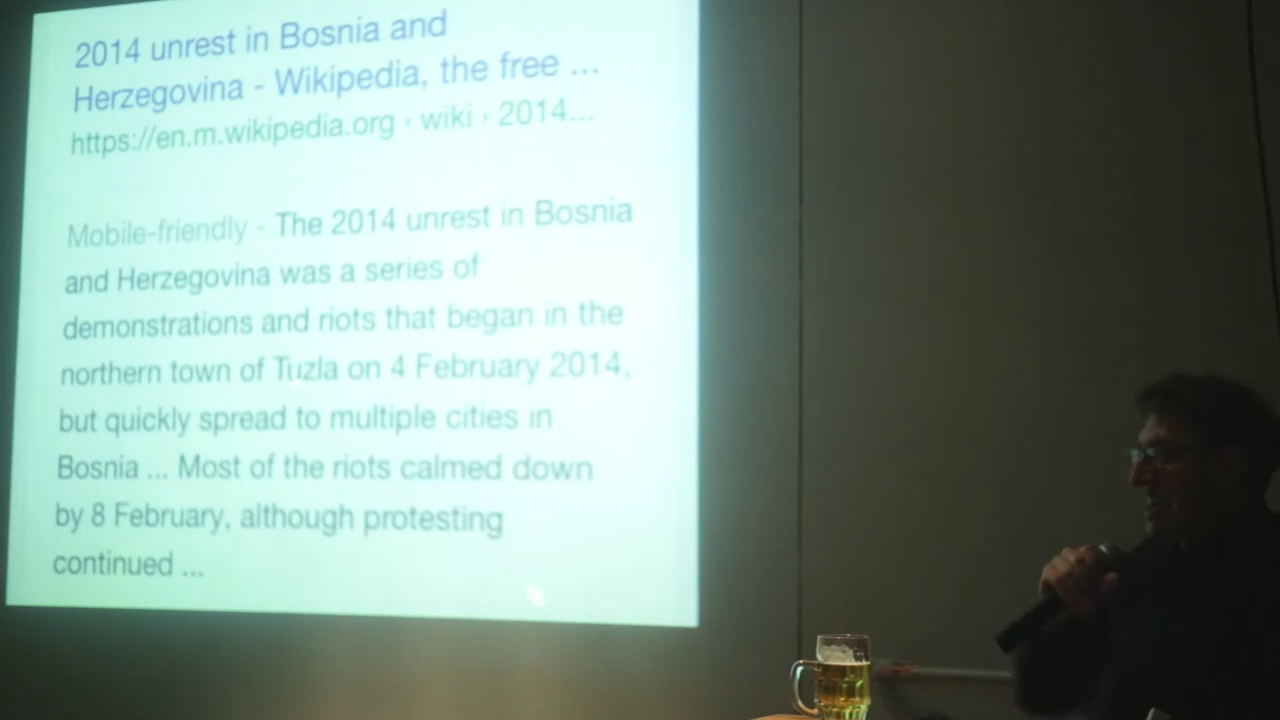 2014 unrest in Bosnia and
Herzegovina - Wikipedia, the free ...
https://en.m.wikipedia.org › wiki › 2014...
Mobile-friendly - The 2014 unrest in Bosnia
and Herzegovina was a series of
demonstrations and riots that began in the
northern town of Tuzla on 4 February 2014,
but quickly spread to multiple cities in
Bosnia ... Most of the riots calmed down
by 8 February, although protesting
continued ...